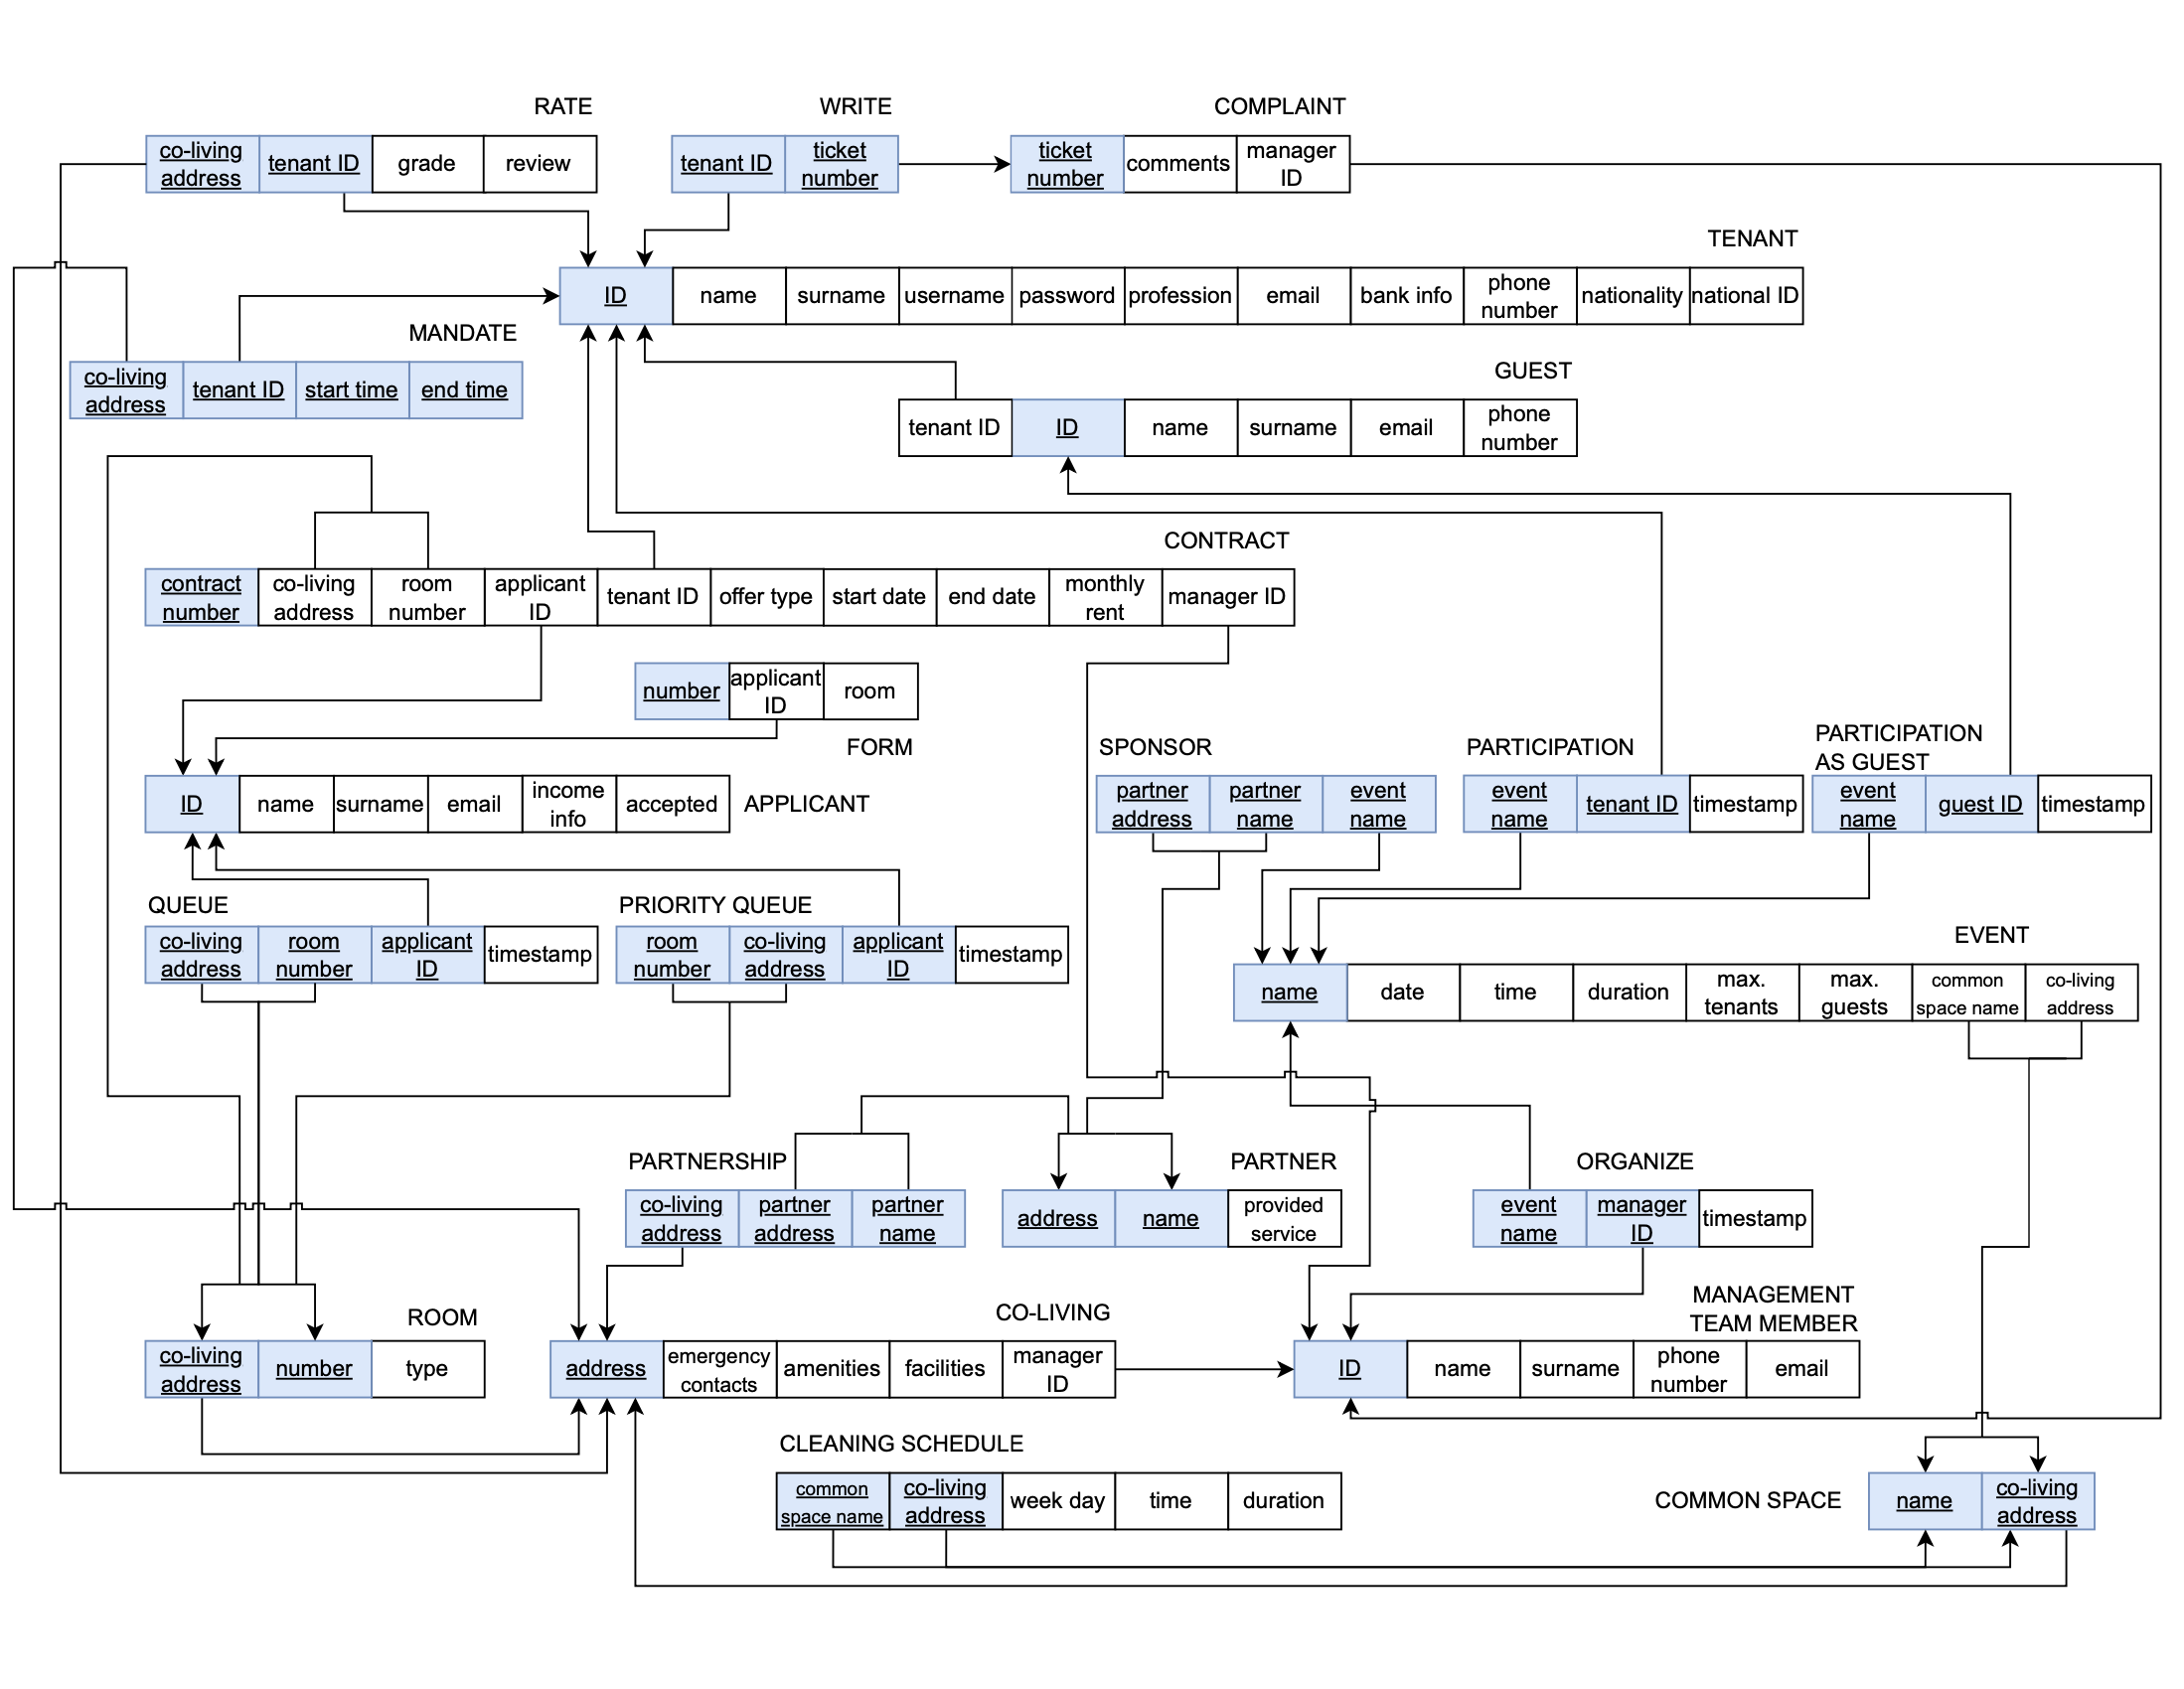 RATE
WRITE
COMPLAINT
co-living address
tenant ID
grade
review
tenant ID
ticket number
ticket number
comments
manager ID
TENANT
ID
name
surname
username
password
profession
email
bank info
phone number
nationality
national ID
MANDATE
co-living address
tenant ID
start time
end time
GUEST
tenant ID
ID
name
surname
email
phone number
CONTRACT
contract number
co-living address
room number
applicant ID
tenant ID
offer type
start date
end date
monthly rent
manager ID
number
applicant ID
room
FORM
ID
name
surname
email
income info
accepted
APPLICANT
SPONSOR
partner address
partner name
event name
PARTICIPATION
event name
tenant ID
timestamp
PARTICIPATION AS GUEST
event name
guest ID
timestamp
QUEUE
co-living address
room number
applicant ID
timestamp
PRIORITY QUEUE
room number
co-living address
applicant ID
timestamp
EVENT
name
date
time
duration
max. tenants
max. guests
common space name
co-living address
PARTNERSHIP
co-living address
partner address
partner name
PARTNER
address
name
provided service
ORGANIZE
event name
manager ID
timestamp
ROOM
co-living address
number
type
CO-LIVING
address
emergency contacts
amenities
facilities
manager ID
MANAGEMENT TEAM MEMBER
ID
name
surname
phone number
email
CLEANING SCHEDULE
common space name
co-living address
week day
time
duration
COMMON SPACE
name
co-living address